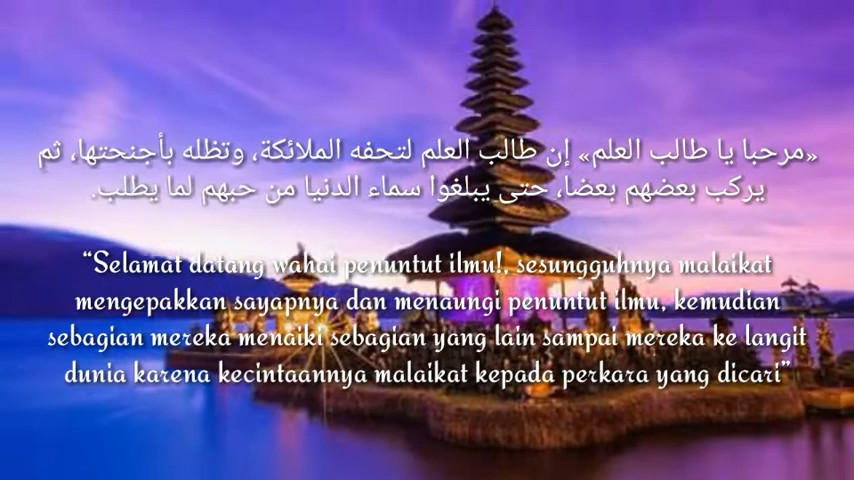 «مرحبا يا طالب العلم» إن طالب العلم لتحفه الملائكة، وتظله بأجنحتها، ثم
يركب بعضهم بعضا، حتى يبلغوا سماء الدنيا من حبهم لما يطلب.
“Selamat datang wahai penuntut ilmu!, sesungguhnya malaikat
mengepakkan sayapnya dan menaungi penuntut ilmu, kemudian
sebagian mereka menaiki sebagian yang lain sampai mereka ke langit
dunia karena kecintaannya malaikat kepada perkara yang dicari”